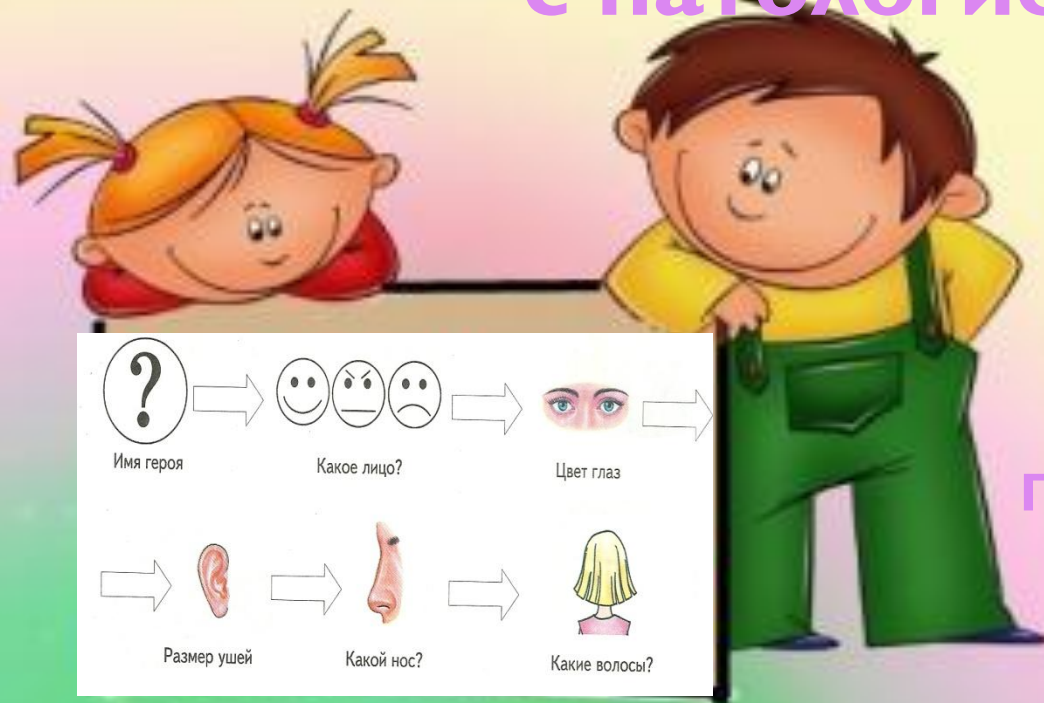 Имя героя
Какое лицо?
Цвет глаз
Размер ушей
Какой нос?
Какие волосы?